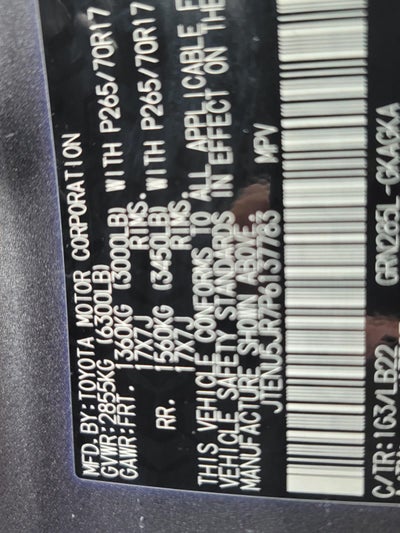 MFD. BY:TOYOTA MOTOR CORPORATION
GVWR:2855KG (6300LB)
GAWR:FRT. 1360KG (3000LB) WITH P265/70R17
17X7J RIMS.
RR. 1560KG (3450LB) WITH P265/70R17
17X7J RIMS.
THIS VEHICLE CONFORMS TO ALL APPLICABLE F
VEHICLE SAFETY STANDARDS IN EFFECT ON THE
MANUFACTURE SHOWN ABOVE.
JTENU5JR7P6137763 MPV
C/TR:1G3/LB22 GRN285L-GKAGKA